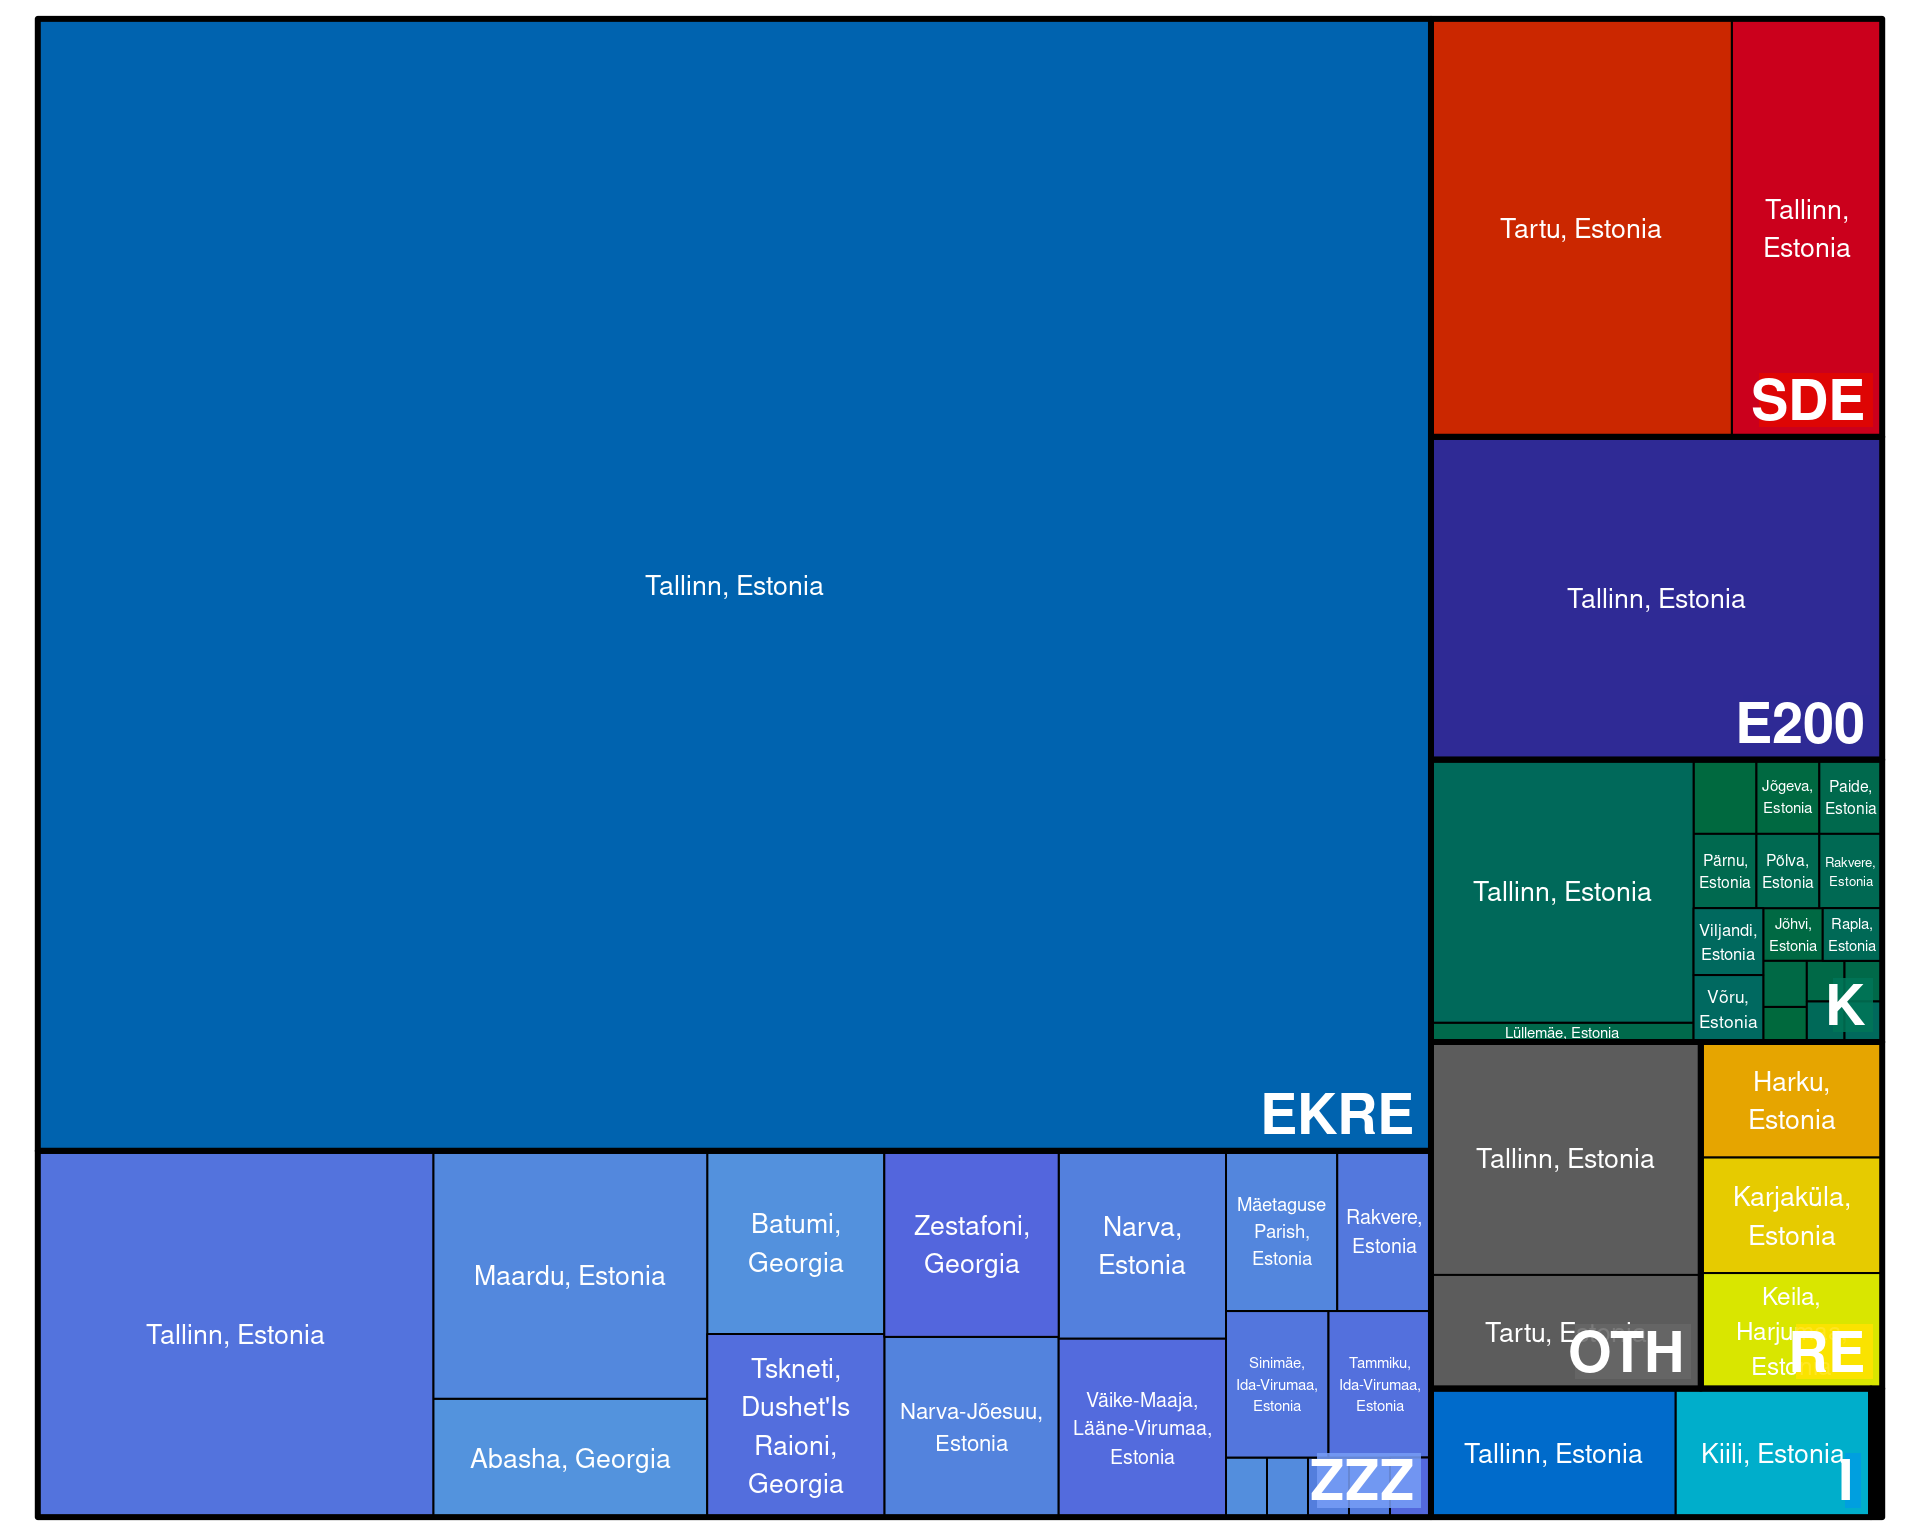 Tallinn, Estonia
EKRE
Tartu, Estonia
Tallinn,
Estonia
SDE
Tallinn, Estonia
E200
Tallinn, Estonia
Jõgeva,
Estonia
Paide,
Estonia
Pärnu,
Estonia
Põlva,
Estonia
Rakvere,
Estonia
Viljandi,
Estonia
Jõhvi,
Estonia
Rapla,
Estonia
Võru,
Estonia
Lüllemäe, Estonia
K
Tallinn, Estonia
Tartu, Estonia
OTH
Harku,
Estonia
Karjaküla,
Estonia
Keila,
Estonia
RE
Tallinn, Estonia
Kiili, Estonia
I
Tallinn, Estonia
Maardu, Estonia
Abasha, Georgia
Batumi,
Georgia
Tskneti,
Dushet'Is
Raioni,
Georgia
Zestafoni,
Georgia
Narva-Jõesuu,
Estonia
Narva,
Estonia
Väike-Maaja,
Lääne-Virumaa,
Estonia
Mäetaguse
Parish,
Estonia
Rakvere,
Estonia
Sinimäe,
Ida-Virumaa,
Estonia
Tammiku,
Ida-Virumaa,
Estonia
ZZZ